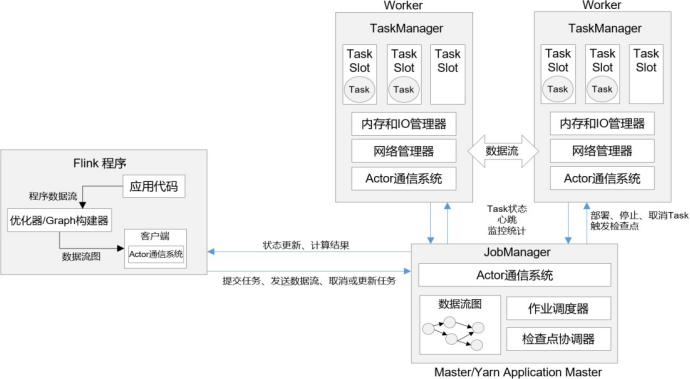 Worker
TaskManager
Task
Slot
Task
Task
Slot
Task
Task
Slot
内存和IO管理器
网络管理器
Actor通信系统
数据流
Worker
TaskManager
Task
Slot
Task
Task
Slot
Task
Task
Slot
内存和IO管理器
网络管理器
Actor通信系统
Flink 程序
应用代码
程序数据流
优化器/Graph构建器
数据流图
客户端
Actor通信系统
Task状态
心跳
监控统计
部署、停止、取消Task
触发检查点
状态更新、计算结果
提交任务、发送数据流、取消或更新任务
JobManager
Actor通信系统
数据流图
作业调度器
检查点协调器
Master/Yarn Application Master